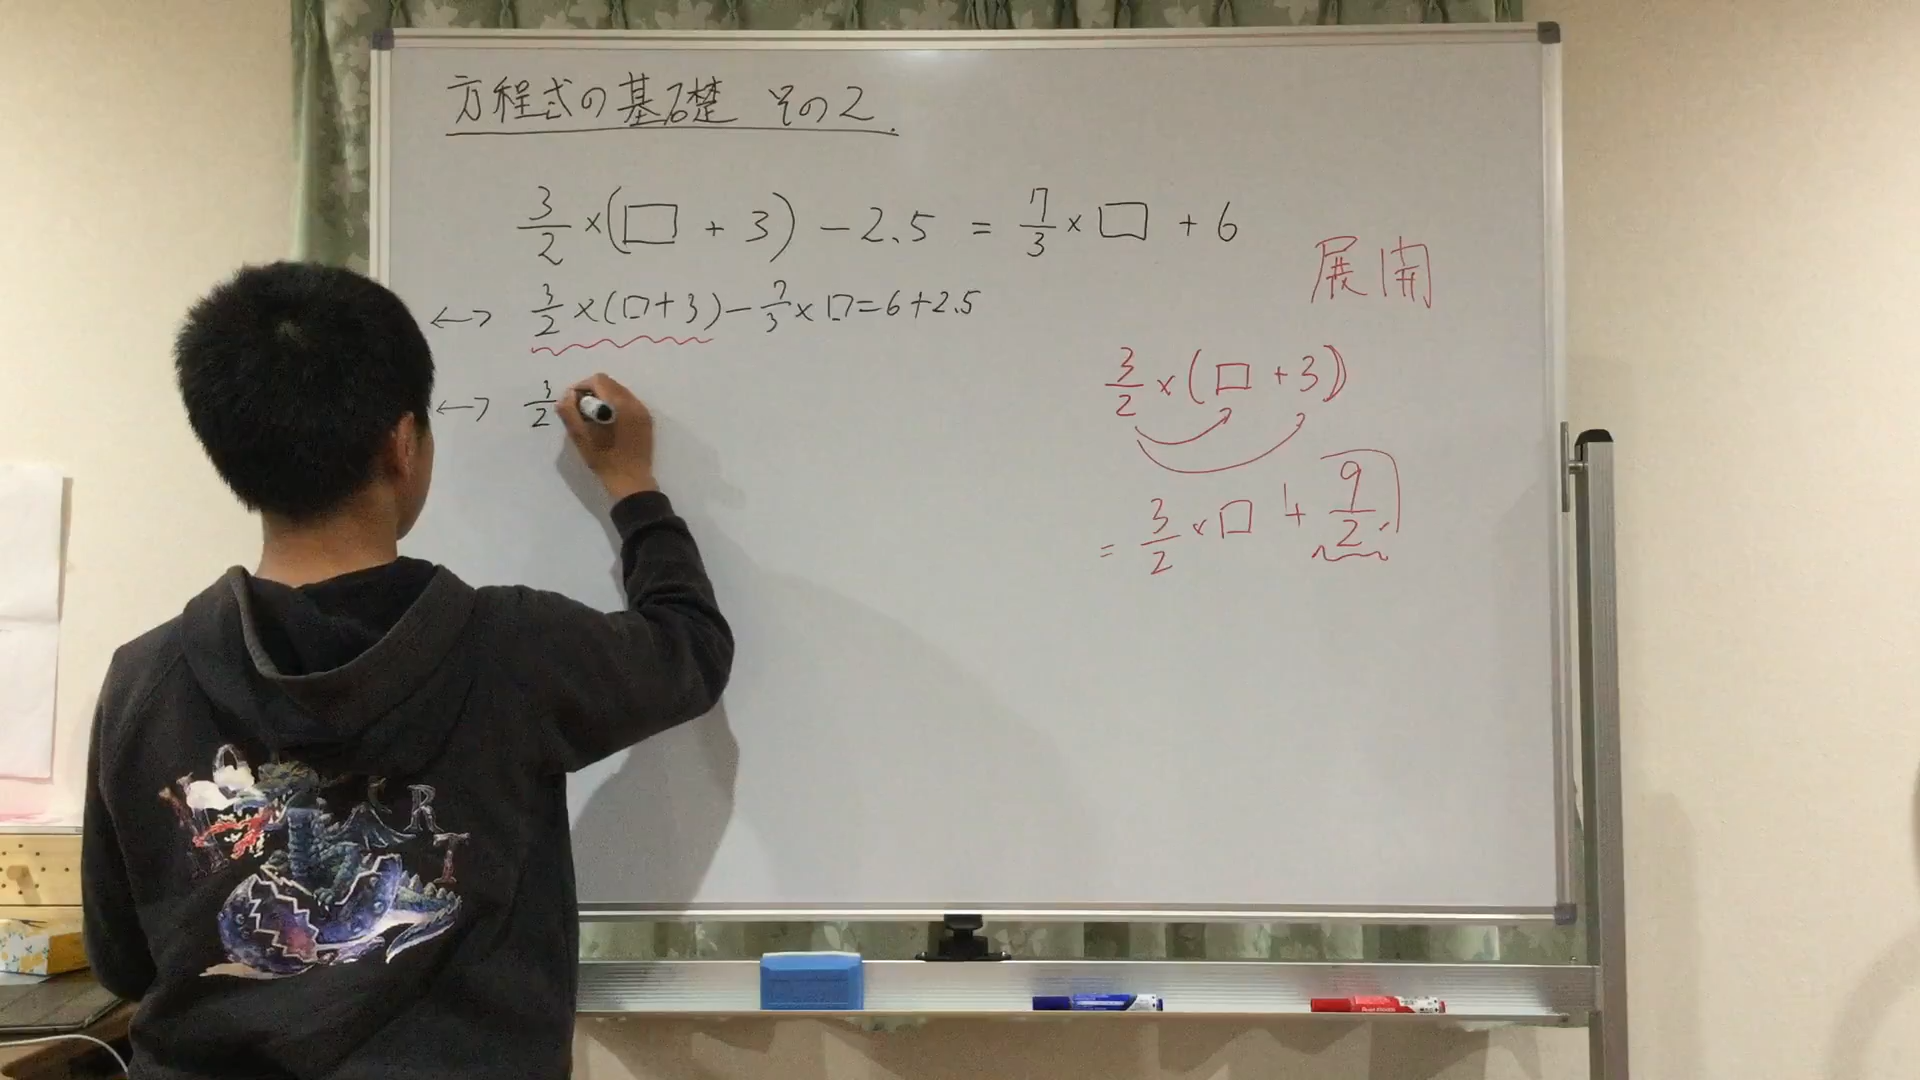 方程式の基礎 その2.
3/2 ×(□ + 3) - 2.5 = 7/3 × □ + 6
↔ 3/2 ×(□+3) - 7/3 × □ = 6+2.5
↔ 3/2
展開
3/2 ×(□ +3)
= 3/2 × □ + 9/2.